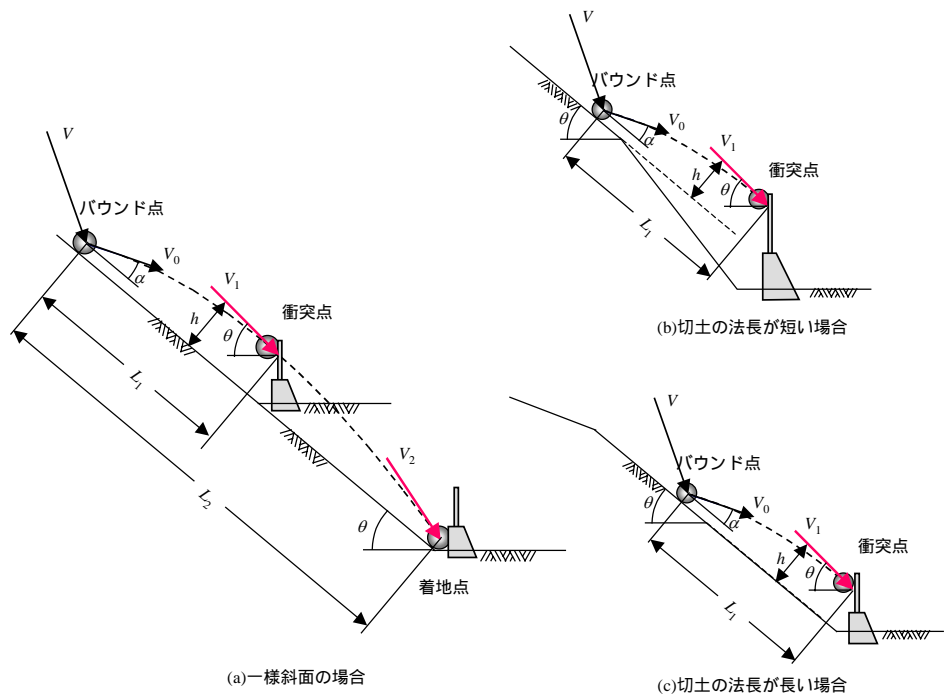 V
バウンド点
V0
α
V1
h
θ
衝突点
L1
L2
V2
θ
着地点
(a)一様斜面の場合
V
バウンド点
θ
V0
α
V1
h
θ
衝突点
L1
(b)切土の法長が短い場合
V
バウンド点
θ
V0
α
V1
h
θ
衝突点
L1
(c)切土の法長が長い場合